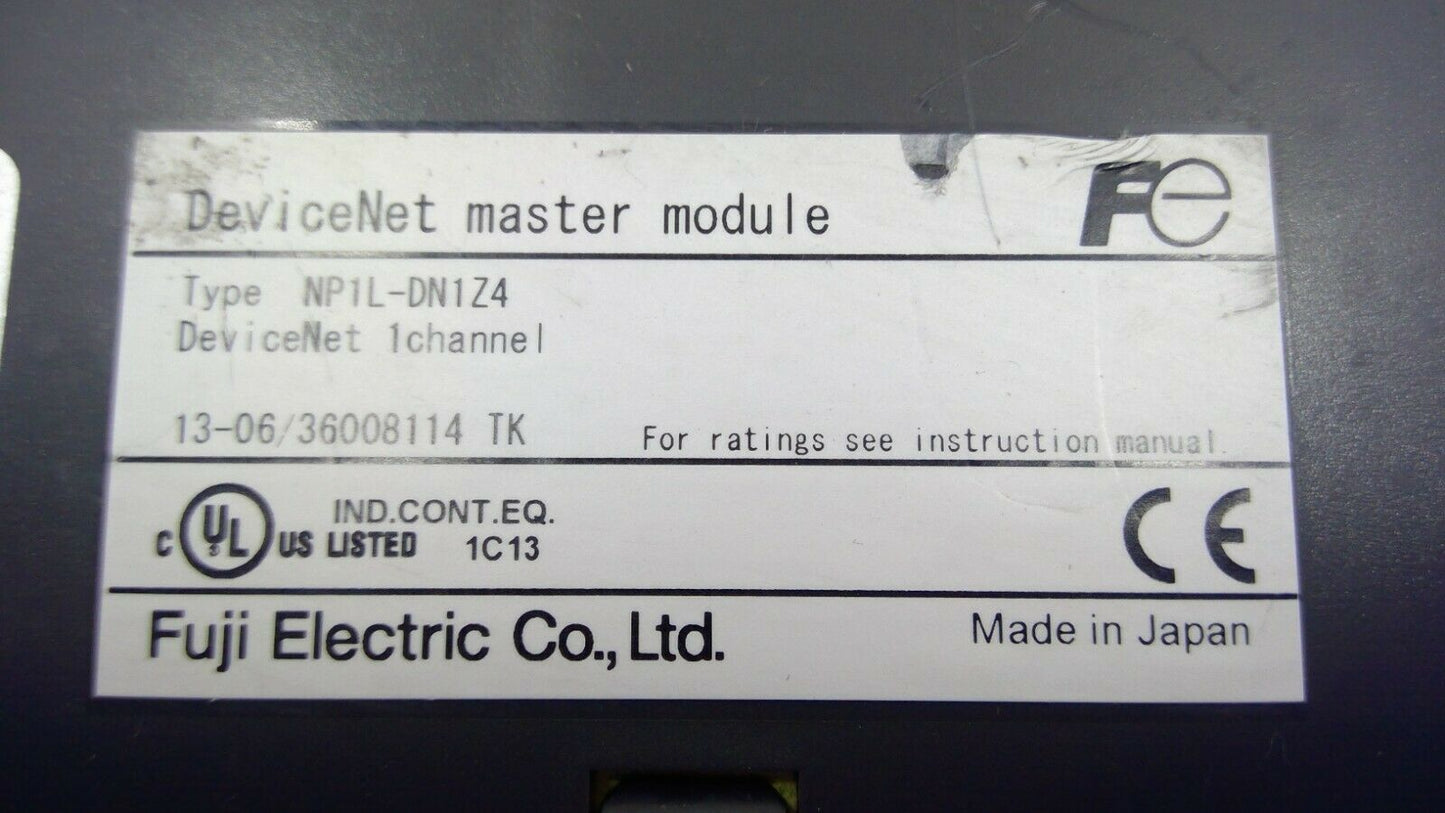 DeviceNet master module Fe
Type NP1L-DN1Z4
DeviceNet 1channel
13-06/36008114 TK For ratings see instruction manual.
C UL US LISTED IND.CONT.EQ. CE
1C13
Fuji Electric Co.,Ltd. Made in Japan